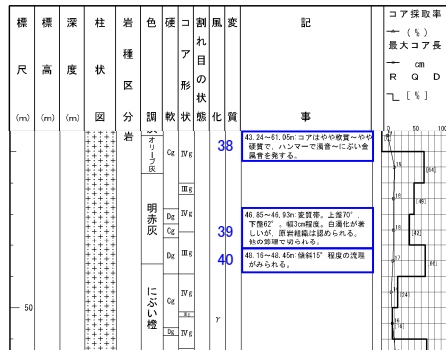 標 標 深 柱 岩 色 硬 コ 割 風 変 記 コア採取率
(%)
最大コア長
cm
R Q D
[%]
尺 高 度 状 種 区 分 調 軟 ア 形 状 れ 目 の 状 態 化 質 事
(m) (m) (m) 図
0 50 100
岩
オリーブ灰
Cg
Ⅳg
38
43.24~61.05m:コアはやや軟質~やや
硬質で、ハンマーで濁音~にぶい金
属音を発する。
[64]
Ⅲg
[49]
明赤灰
Dg
Ⅳg
Cg
39
46.85~46.93m:変質帯。上盤70°、
下盤62°、幅3cm程度。白濁化が著
しいが、原岩組織は認められる。
他の節理で切られる。
[42]
Dg
Ⅲg
40
48.16~48.45m:傾斜15°程度の流理
がみられる。
にぶい橙
Cg
Ⅳg
[24]
50
γ
Dg
Ⅳg